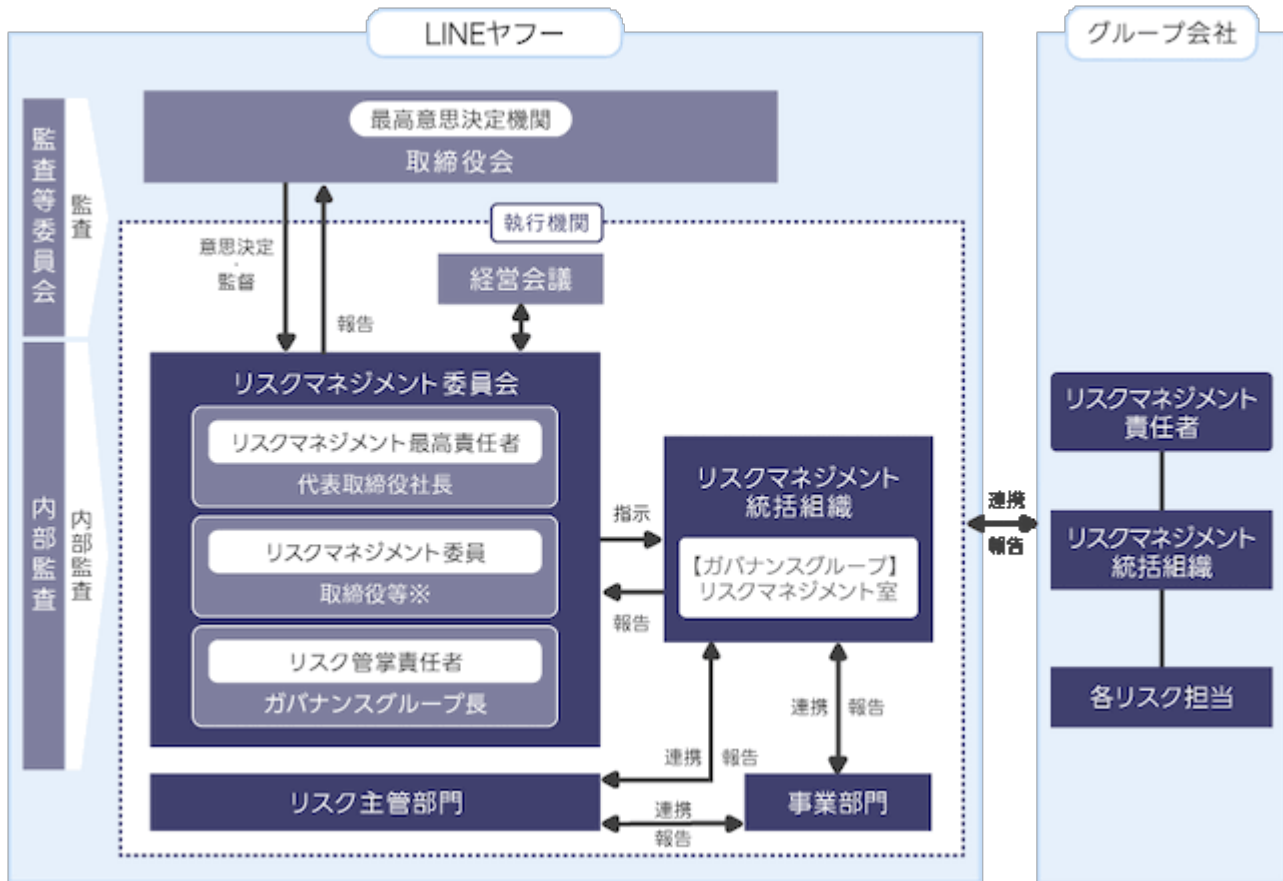 LINEヤフー
グループ会社
監査等委員会
監査
内部監査
内部監査
最高意思決定機関
取締役会
執行機関
意思決定
・
監督
報告
経営会議
リスクマネジメント委員会
リスクマネジメント最高責任者
代表取締役社長
リスクマネジメント委員
取締役等※
リスク管掌責任者
ガバナンスグループ長
指示
報告
リスクマネジメント
統括組織
【ガバナンスグループ】
リスクマネジメント室
連携
報告
連携
報告
リスク主管部門
連携
報告
事業部門
連携
報告
リスクマネジメント
責任者
リスクマネジメント
統括組織
各リスク担当